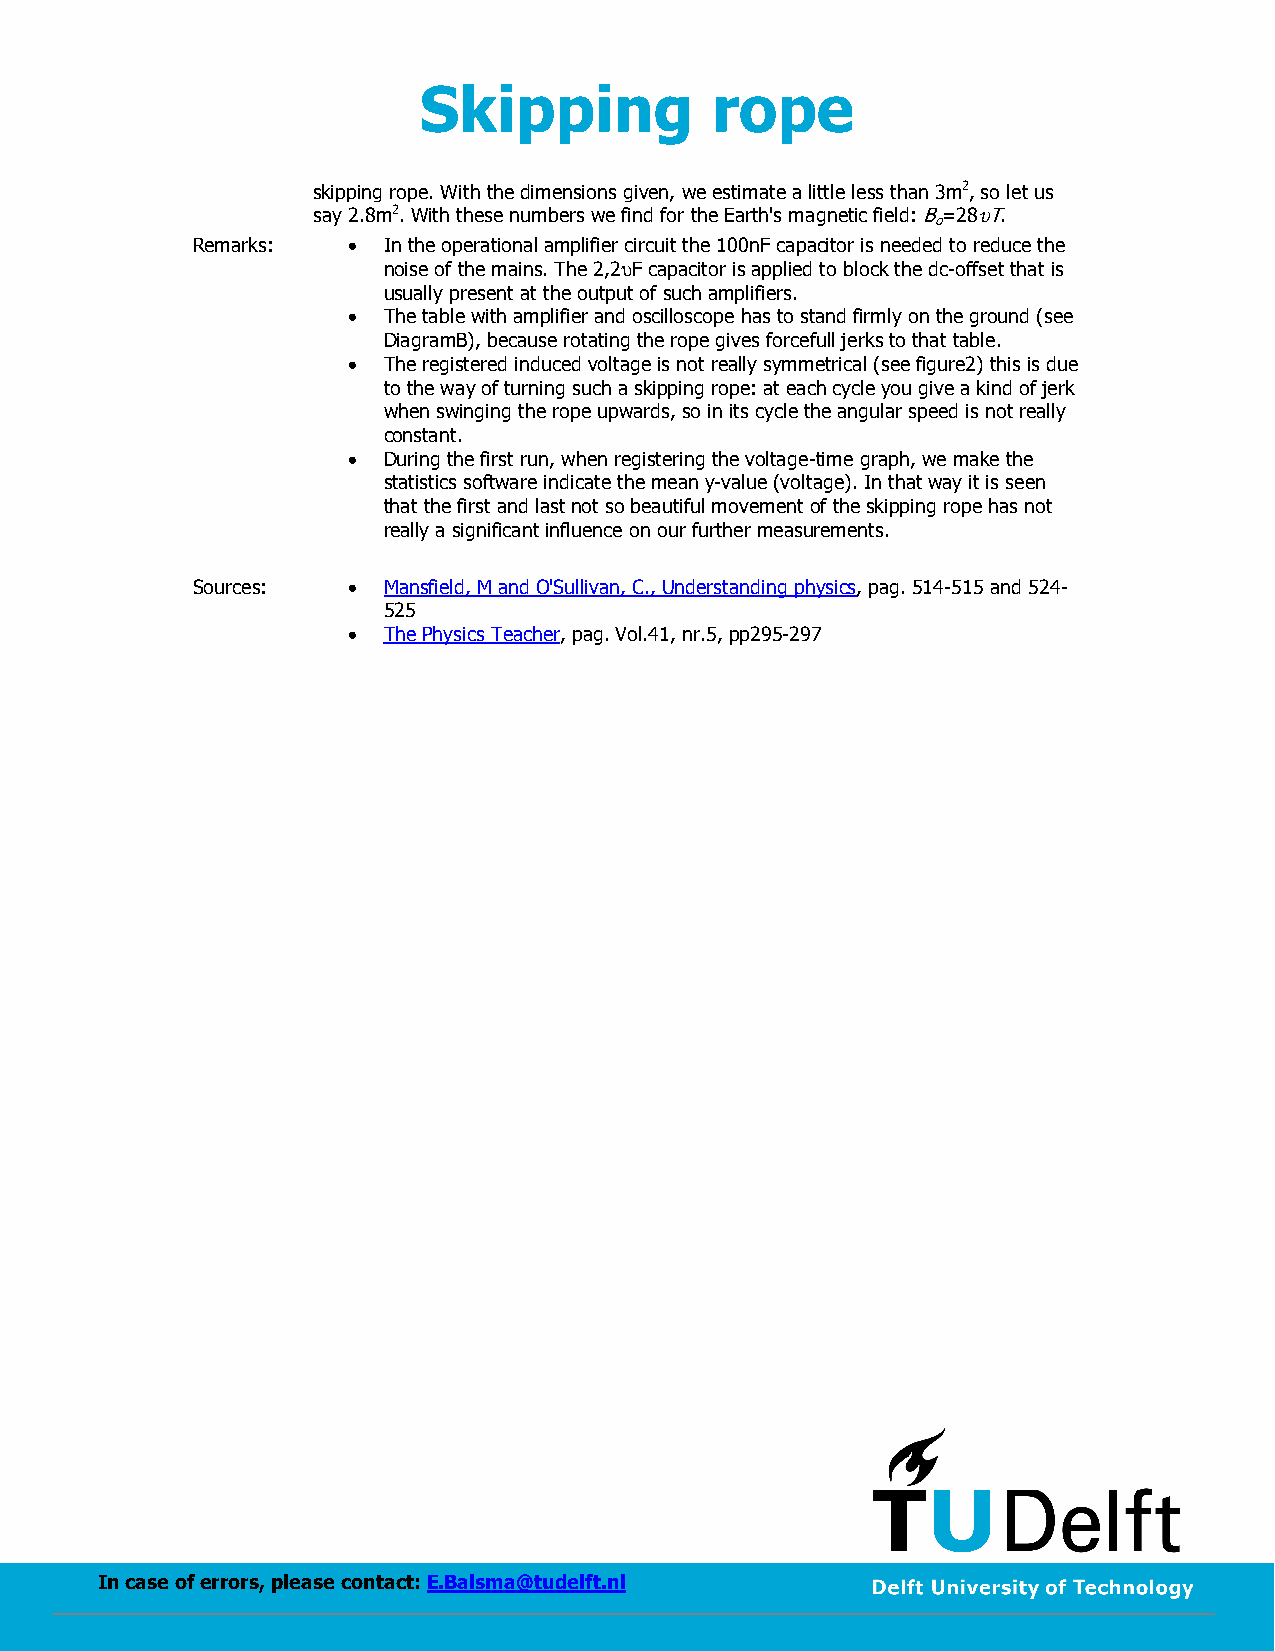 Skipping rope
skipping rope. With the dimensions given, we estimate a little less than 3m², so let us
say 2.8m². With these numbers we find for the Earth's magnetic field: Bₒ=28υT.
Remarks: • In the operational amplifier circuit the 100nF capacitor is needed to reduce the
noise of the mains. The 2,2υF capacitor is applied to block the dc-offset that is
usually present at the output of such amplifiers.
• The table with amplifier and oscilloscope has to stand firmly on the ground (see
DiagramB), because rotating the rope gives forcefull jerks to that table.
• The registered induced voltage is not really symmetrical (see figure2) this is due
to the way of turning such a skipping rope: at each cycle you give a kind of jerk
when swinging the rope upwards, so in its cycle the angular speed is not really
constant.
• During the first run, when registering the voltage-time graph, we make the
statistics software indicate the mean y-value (voltage). In that way it is seen
that the first and last not so beautiful movement of the skipping rope has not
really a significant influence on our further measurements.
Sources: • Mansfield, M and O'Sullivan, C., Understanding physics, pag. 514-515 and 524-
525
• The Physics Teacher, pag. Vol.41, nr.5, pp295-297
TUDelft
In case of errors, please contact: E.Balsma@tudelft.nl
Delft University of Technology